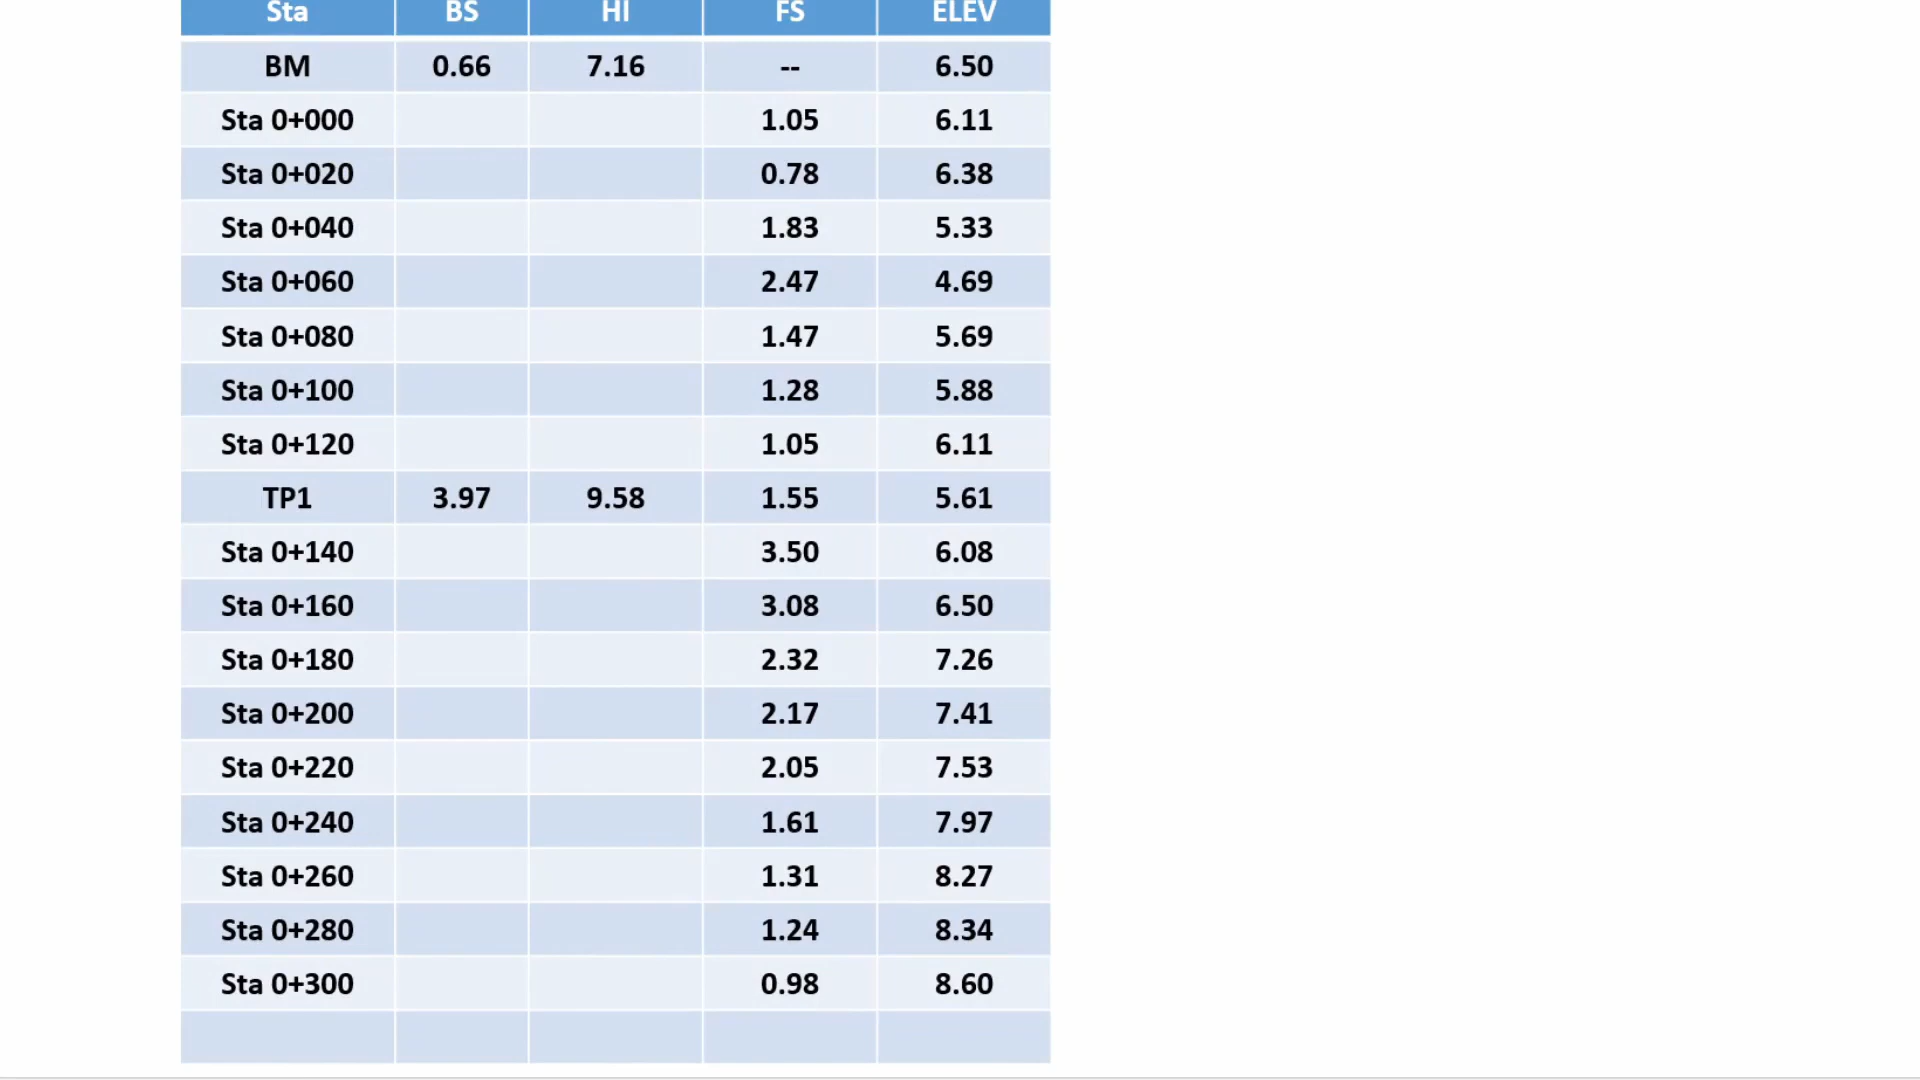 Sta BS HI FS ELEV
BM 0.66 7.16 -- 6.50
Sta 0+000 1.05 6.11
Sta 0+020 0.78 6.38
Sta 0+040 1.83 5.33
Sta 0+060 2.47 4.69
Sta 0+080 1.47 5.69
Sta 0+100 1.28 5.88
Sta 0+120 1.05 6.11
TP1 3.97 9.58 1.55 5.61
Sta 0+140 3.50 6.08
Sta 0+160 3.08 6.50
Sta 0+180 2.32 7.26
Sta 0+200 2.17 7.41
Sta 0+220 2.05 7.53
Sta 0+240 1.61 7.97
Sta 0+260 1.31 8.27
Sta 0+280 1.24 8.34
Sta 0+300 0.98 8.60